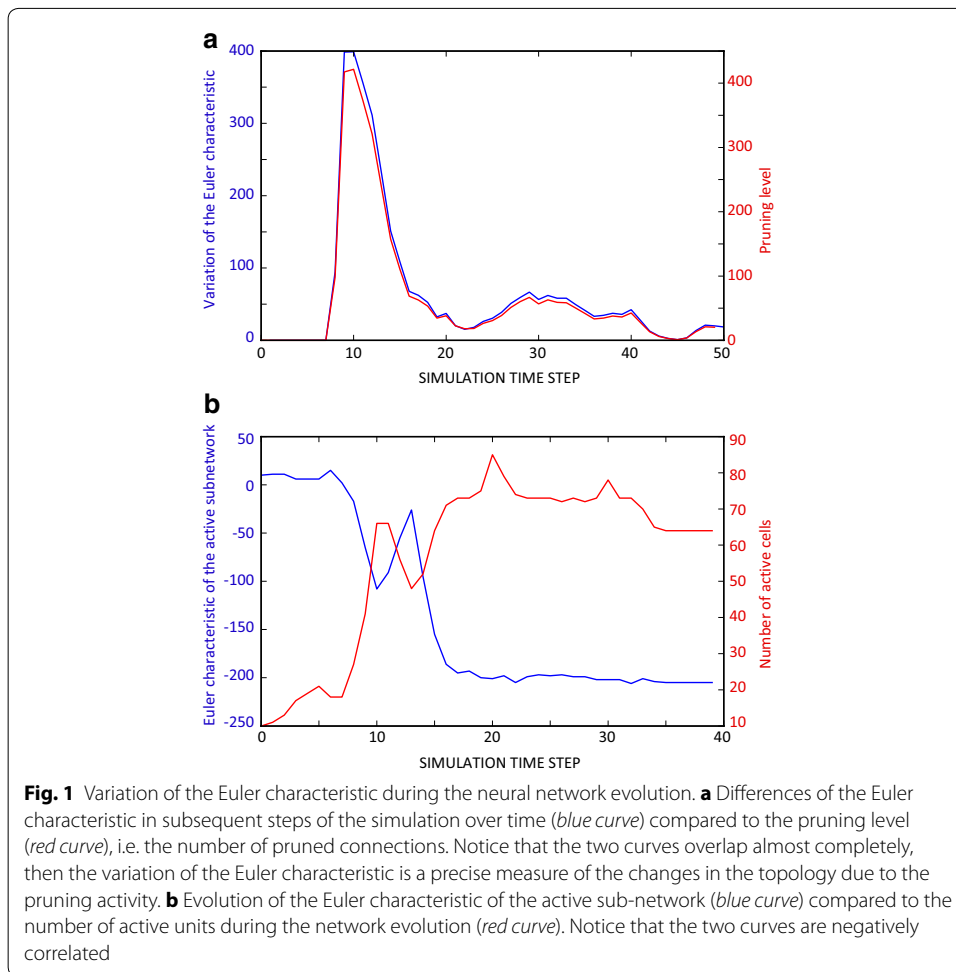 a
400
300
200
100
0
Variation of the Euler characteristic
400
300
200
100
0
Pruning level
0 10 20 30 40 50
SIMULATION TIME STEP
b
50
0
-50
-100
-150
-200
-250
Euler characteristic of the active subnetwork
90
80
70
60
50
40
30
20
10
Number of active cells
0 10 20 30 40
SIMULATION TIME STEP
Fig. 1 Variation of the Euler characteristic during the neural network evolution. a Differences of the Euler
characteristic in subsequent steps of the simulation over time (blue curve) compared to the pruning level
(red curve), i.e. the number of pruned connections. Notice that the two curves overlap almost completely,
then the variation of the Euler characteristic is a precise measure of the changes in the topology due to the
pruning activity. b Evolution of the Euler characteristic of the active sub-network (blue curve) compared to the
number of active units during the network evolution (red curve). Notice that the two curves are negatively
correlated